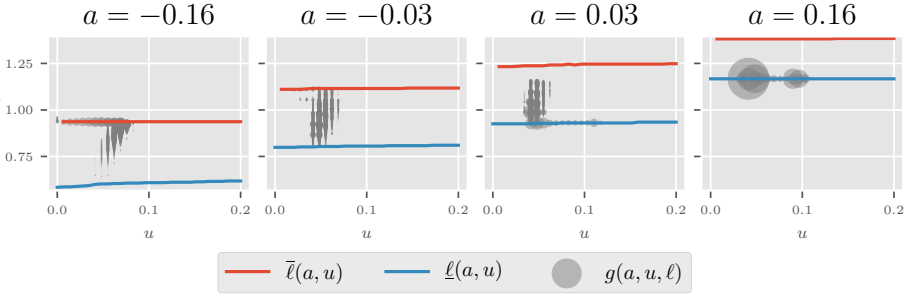 a = −0.16 a = −0.03 a = 0.03 a = 0.16
1.25
1.00
0.75
0.0 0.1 0.2 0.0 0.1 0.2 0.0 0.1 0.2 0.0 0.1 0.2
u u u u
ℓ̅(a, u) ℓ̲(a, u) g(a, u, ℓ)